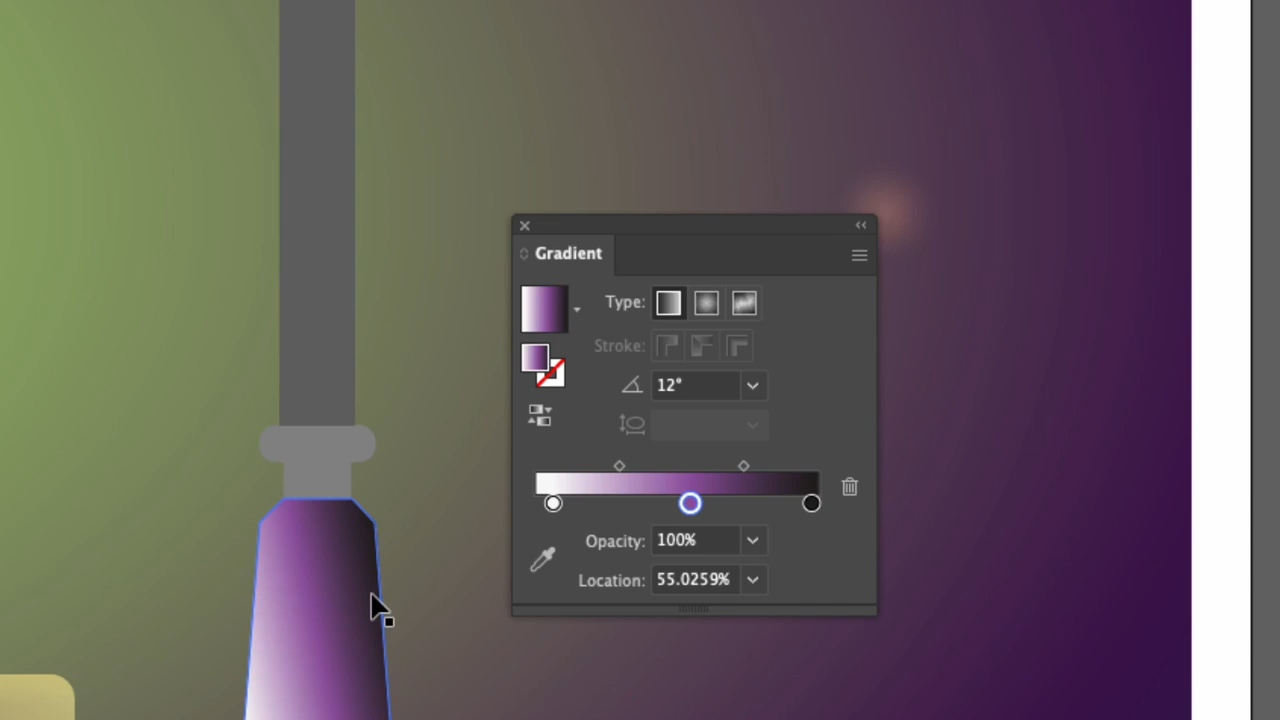 Gradient
Type:
Stroke:
12°
Opacity: 100%
Location: 55.0259%